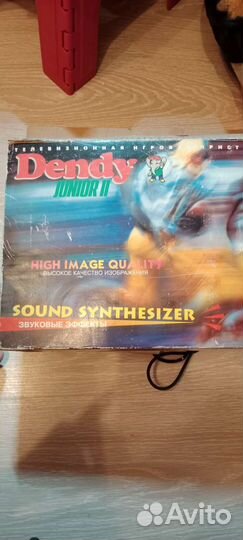 ТЕЛЕВИЗИОННАЯ ИГРОВАЯ ПРИСТ
Dendy
JUNIOR II
HIGH IMAGE QUALITY
ВЫСОКОЕ КАЧЕСТВО ИЗОБРАЖЕНИЯ
SOUND SYNTHESIZER
ЗВУКОВЫЕ ЭФФЕКТЫ
Avito